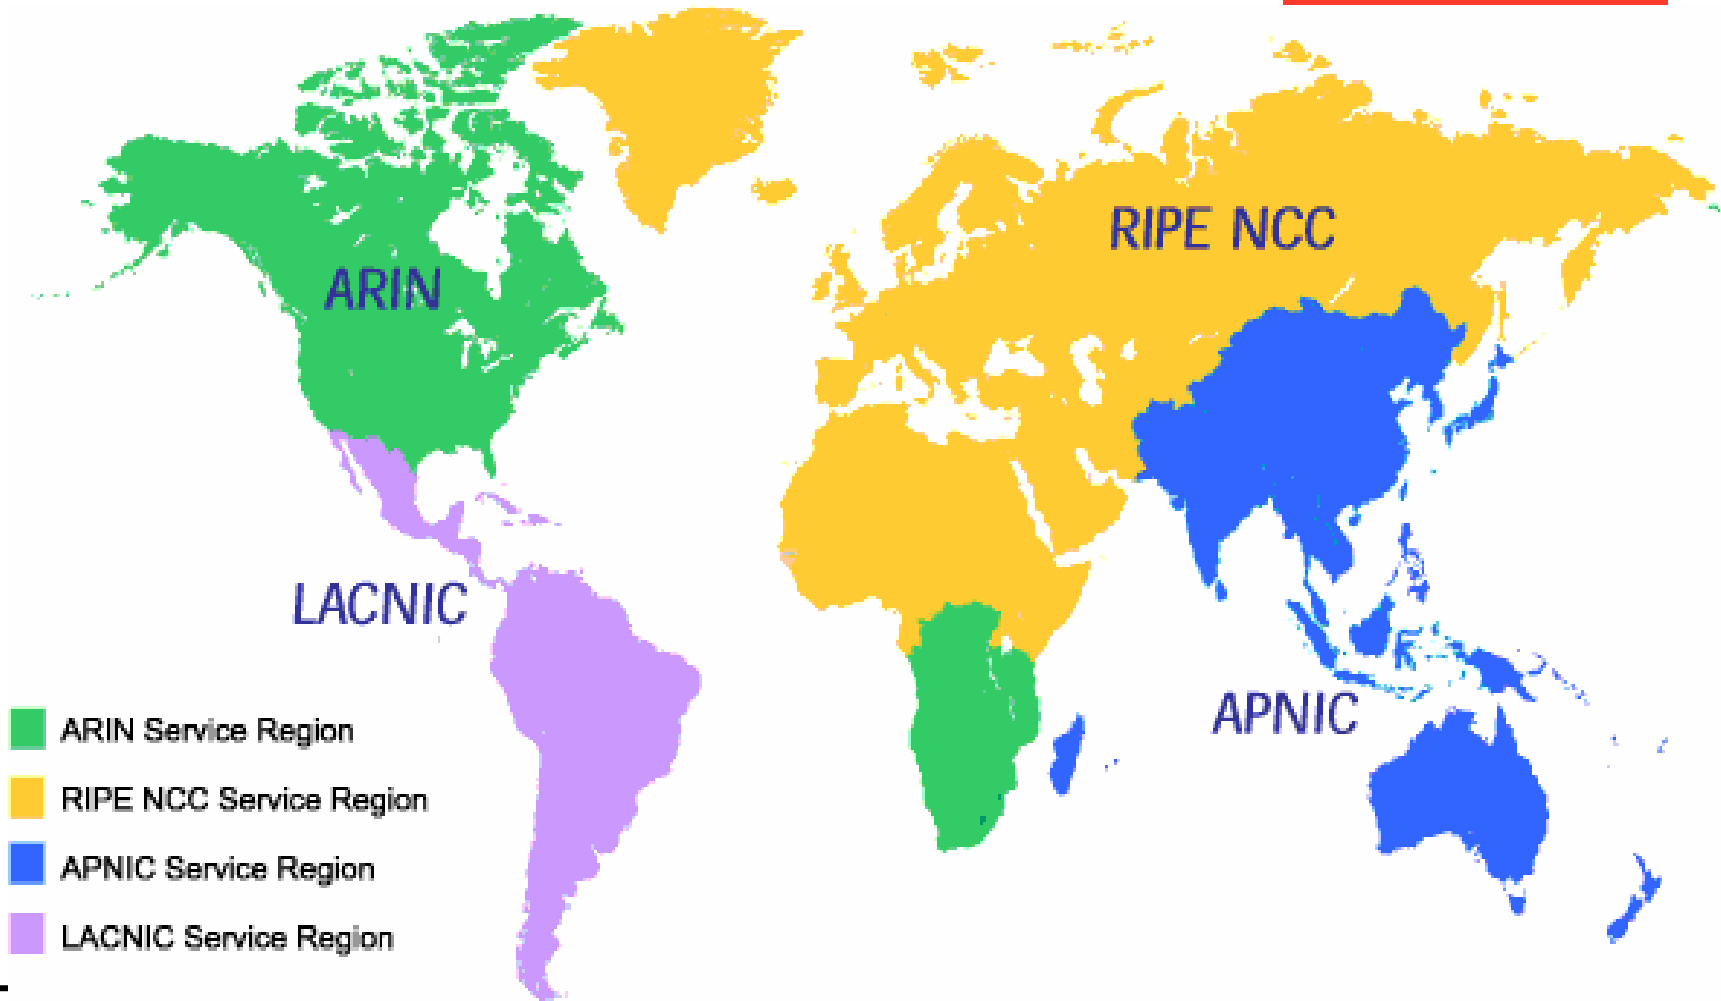 RIPE NCC
ARIN
LACNIC
APNIC
ARIN Service Region
RIPE NCC Service Region
APNIC Service Region
LACNIC Service Region